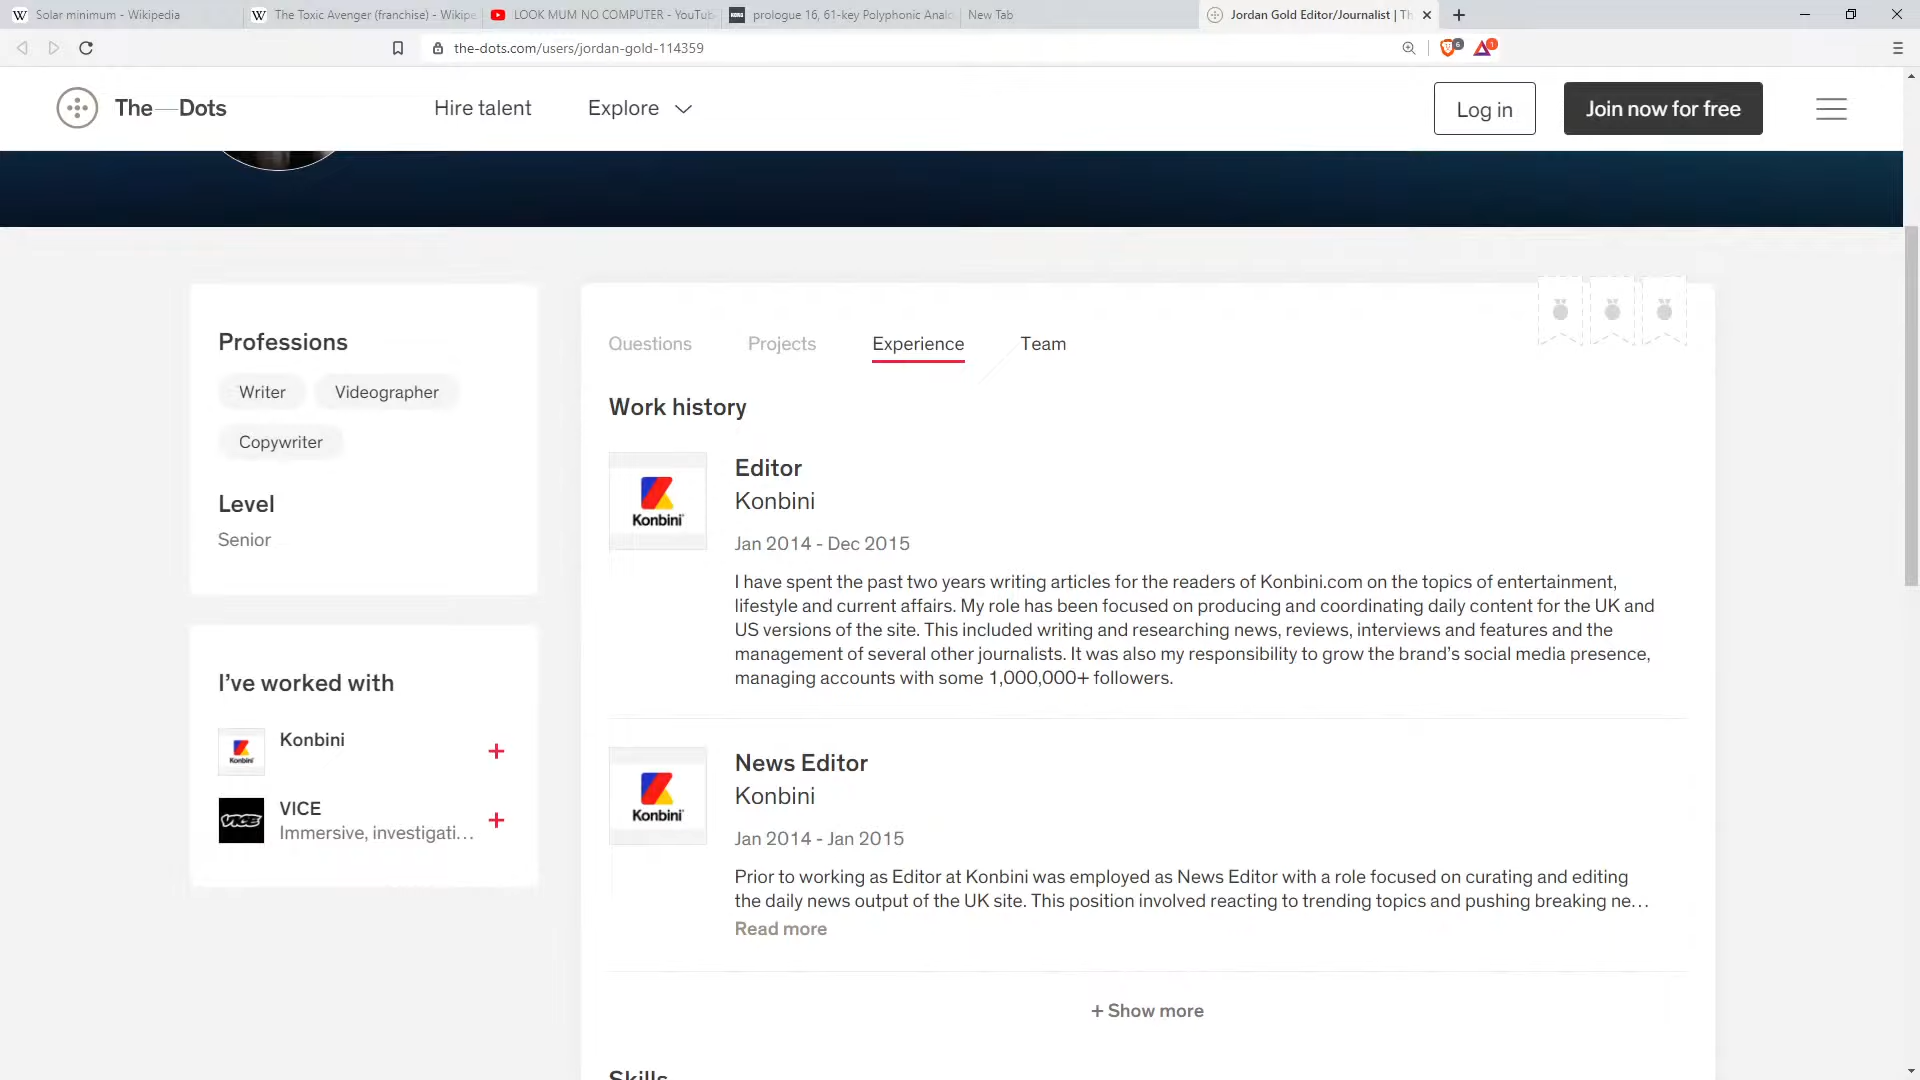 Solar minimum - Wikipedia
The Toxic Avenger (franchise) - Wikipe
LOOK MUM NO COMPUTER - YouTub
KORG
prologue 16, 61-key Polyphonic Analo
New Tab
Jordan Gold Editor/Journalist | Th
the-dots.com/users/jordan-gold-114359
6
1
The—Dots
Hire talent
Explore
Log in
Join now for free
Professions
Writer
Videographer
Copywriter
Level
Senior
I've worked with
Konbini
Konbini
VICE
VICE
Immersive, investigati...
Questions
Projects
Experience
Team
Work history
Konbini
Editor
Konbini
Jan 2014 - Dec 2015
I have spent the past two years writing articles for the readers of Konbini.com on the topics of entertainment,
lifestyle and current affairs. My role has been focused on producing and coordinating daily content for the UK and
US versions of the site. This included writing and researching news, reviews, interviews and features and the
management of several other journalists. It was also my responsibility to grow the brand's social media presence,
managing accounts with some 1,000,000+ followers.
Konbini
News Editor
Konbini
Jan 2014 - Jan 2015
Prior to working as Editor at Konbini was employed as News Editor with a role focused on curating and editing
the daily news output of the UK site. This position involved reacting to trending topics and pushing breaking ne...
Read more
+ Show more
Skills